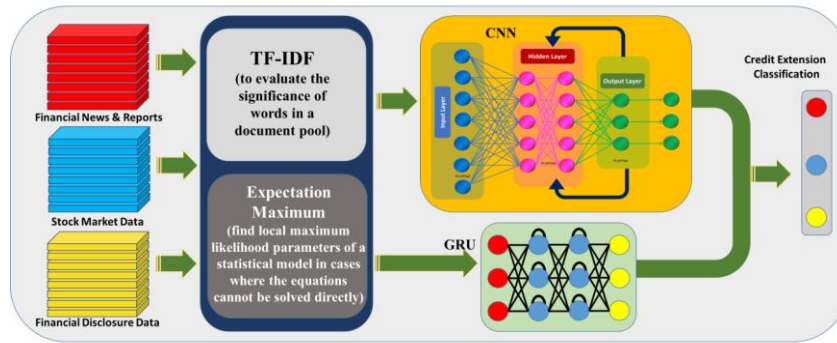 Financial News & Reports
Stock Market Data
Financial Disclosure Data
TF-IDF
(to evaluate the
significance of
words in a
document pool)
Expectation
Maximum
(find local maximum
likelihood parameters of a
statistical model in cases
where the equations
cannot be solved directly)
CNN
Input Layer
Hidden Layer
Output Layer
GRU
Credit Extension
Classification